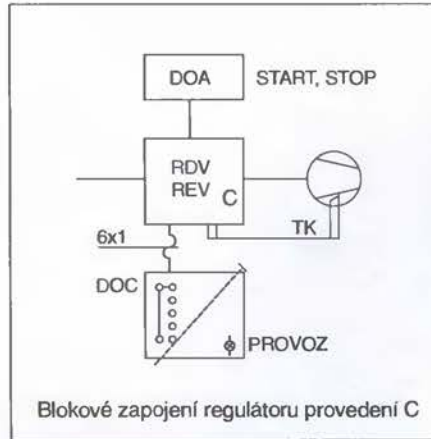 DOA START, STOP
RDV
REV
C
TK
6x1
DOC
PROVOZ
Blokové zapojení regulátoru provedení C